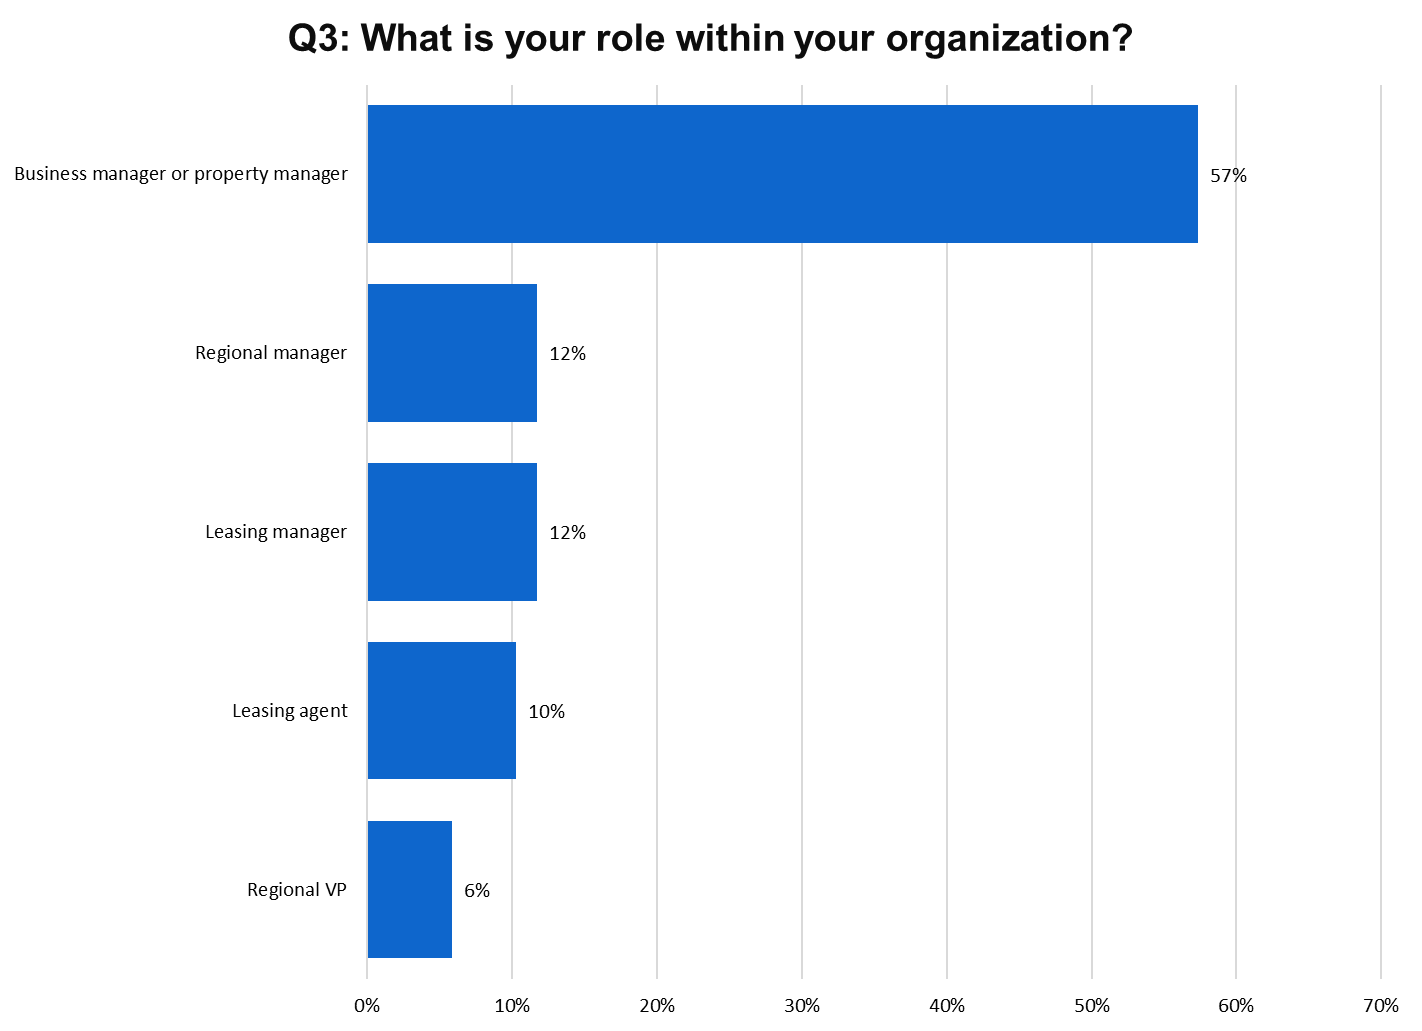 Q3: What is your role within your organization?
Business manager or property manager
57%
Regional manager
12%
Leasing manager
12%
Leasing agent
10%
Regional VP
6%
0% 10% 20% 30% 40% 50% 60% 70%